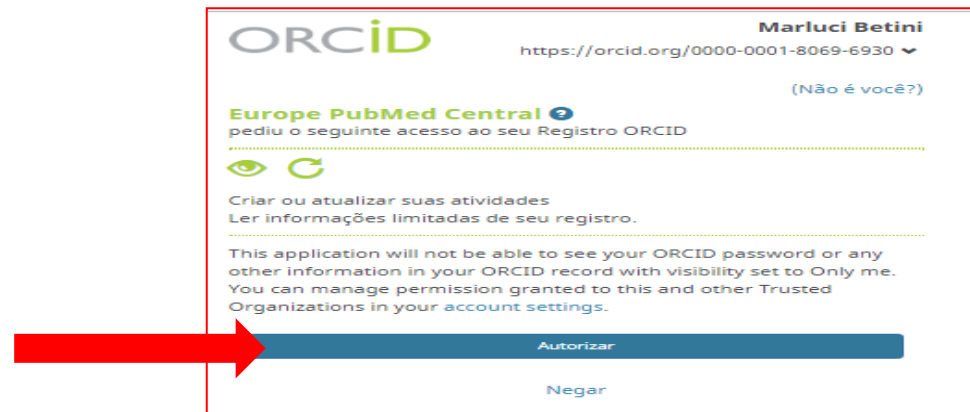 ORCID
Marluci Betini
https://orcid.org/0000-0001-8069-6930
(Não é você?)
Europe PubMed Central ?
pediu o seguinte acesso ao seu Registro ORCID
Criar ou atualizar suas atividades
Ler informações limitadas de seu registro.
This application will not be able to see your ORCID password or any
other information in your ORCID record with visibility set to Only me.
You can manage permission granted to this and other Trusted
Organizations in your account settings.
Autorizar
Negar